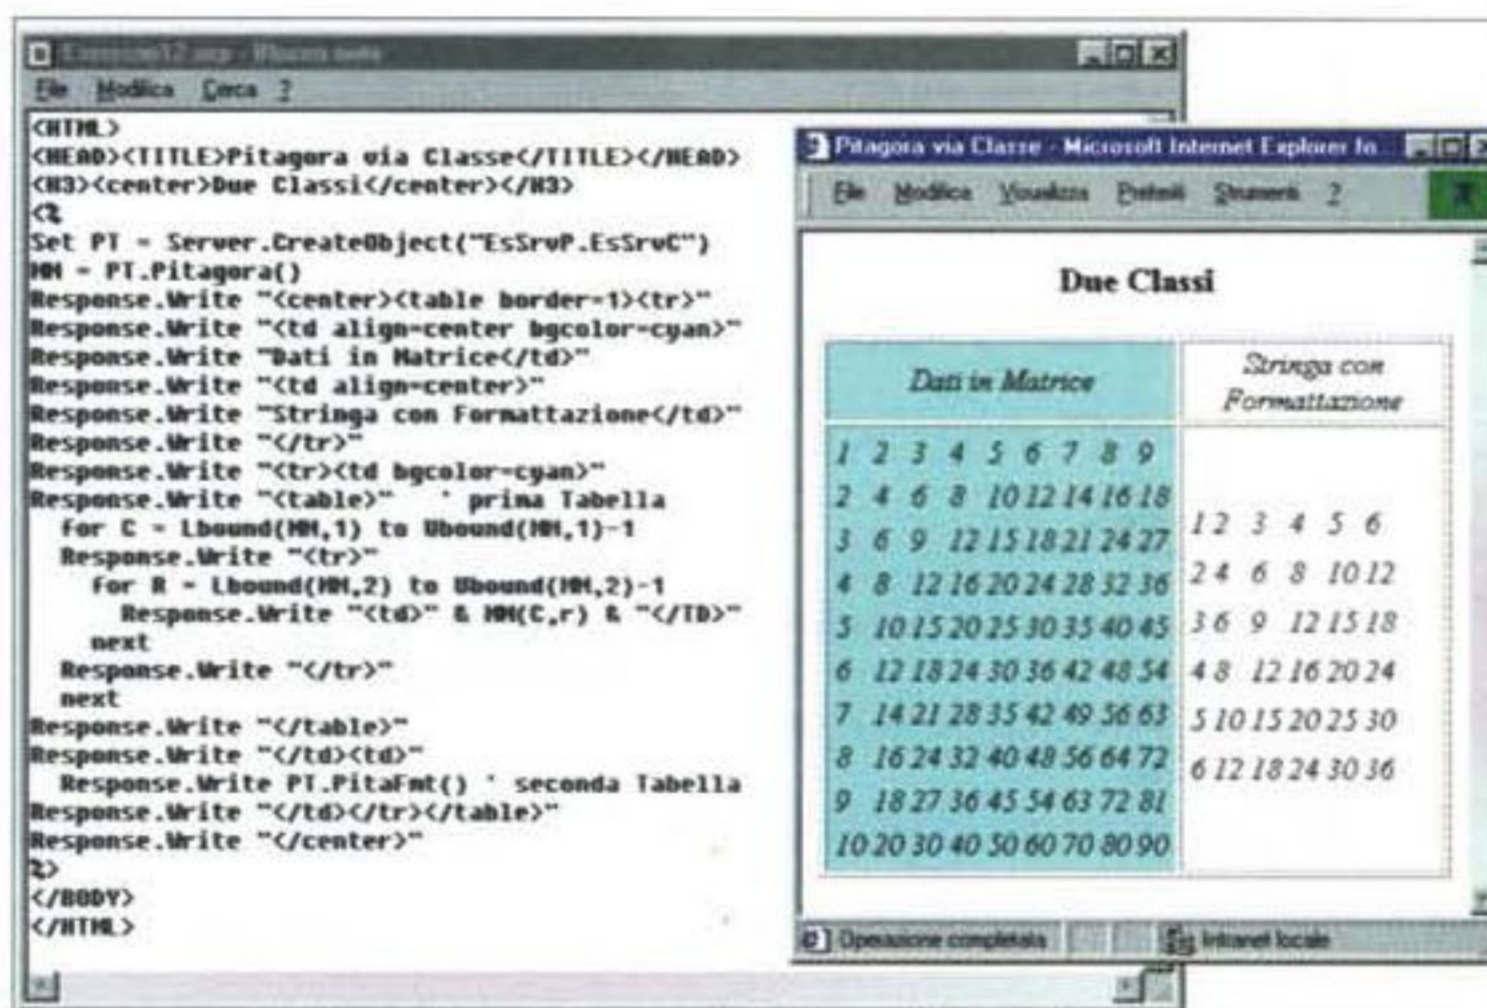 File Modifica Cerca ?
<HTML>
<HEAD><TITLE>Pitagora via Classe</TITLE></HEAD>
<H3><center>Due Classi</center></H3>
<%
Set PT = Server.CreateObject("EsSrvP.EsSrvC")
MM = PT.Pitagora()
Response.Write "<center><table border=1><tr>"
Response.Write "<td align=center bgcolor=cyan>"
Response.Write "Dati in Matrice</td>"
Response.Write "<td align=center>"
Response.Write "Stringa con Formattazione</td>"
Response.Write "</tr>"
Response.Write "<tr><td bgcolor=cyan>"
Response.Write "<table>" ' prima Tabella
for C = Lbound(MM,1) to Ubound(MM,1)-1
Response.Write "<tr>"
for R = Lbound(MM,2) to Ubound(MM,2)-1
Response.Write "<td>" & MM(C,r) & "</TD>"
next
Response.Write "</tr>"
next
Response.Write "</table>"
Response.Write "</td><td>"
Response.Write PT.PitaFmt() ' seconda Tabella
Response.Write "</td></tr></table>"
Response.Write "</center>"
%>
</BODY>
</HTML>
Pitagora via Classe - Microsoft Internet Explorer fo...
File Modifica Visualizza Preferiti Strumenti ?
Due Classi
Dati in Matrice
1 2 3 4 5 6 7 8 9
2 4 6 8 10 12 14 16 18
3 6 9 12 15 18 21 24 27
4 8 12 16 20 24 28 32 36
5 10 15 20 25 30 35 40 45
6 12 18 24 30 36 42 48 54
7 14 21 28 35 42 49 56 63
8 16 24 32 40 48 56 64 72
9 18 27 36 45 54 63 72 81
10 20 30 40 50 60 70 80 90
Stringa con
Formattazione
1 2 3 4 5 6
2 4 6 8 10 12
3 6 9 12 15 18
4 8 12 16 20 24
5 10 15 20 25 30
6 12 18 24 30 36
Operazione completata
Intranet locale